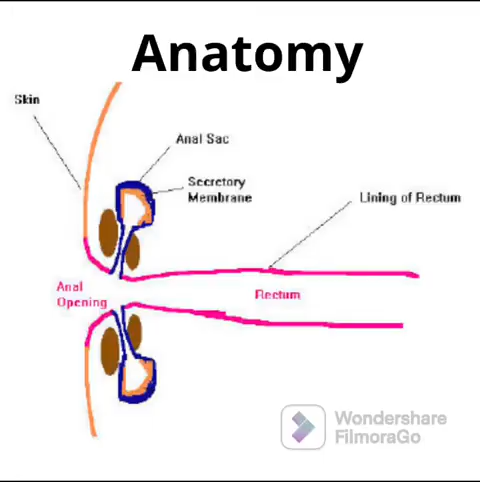 Anatomy
Skin
Anal Sac
Secretory
Membrane
Lining of Rectum
Anal
Opening
Rectum
Wondershare
FilmoraGo